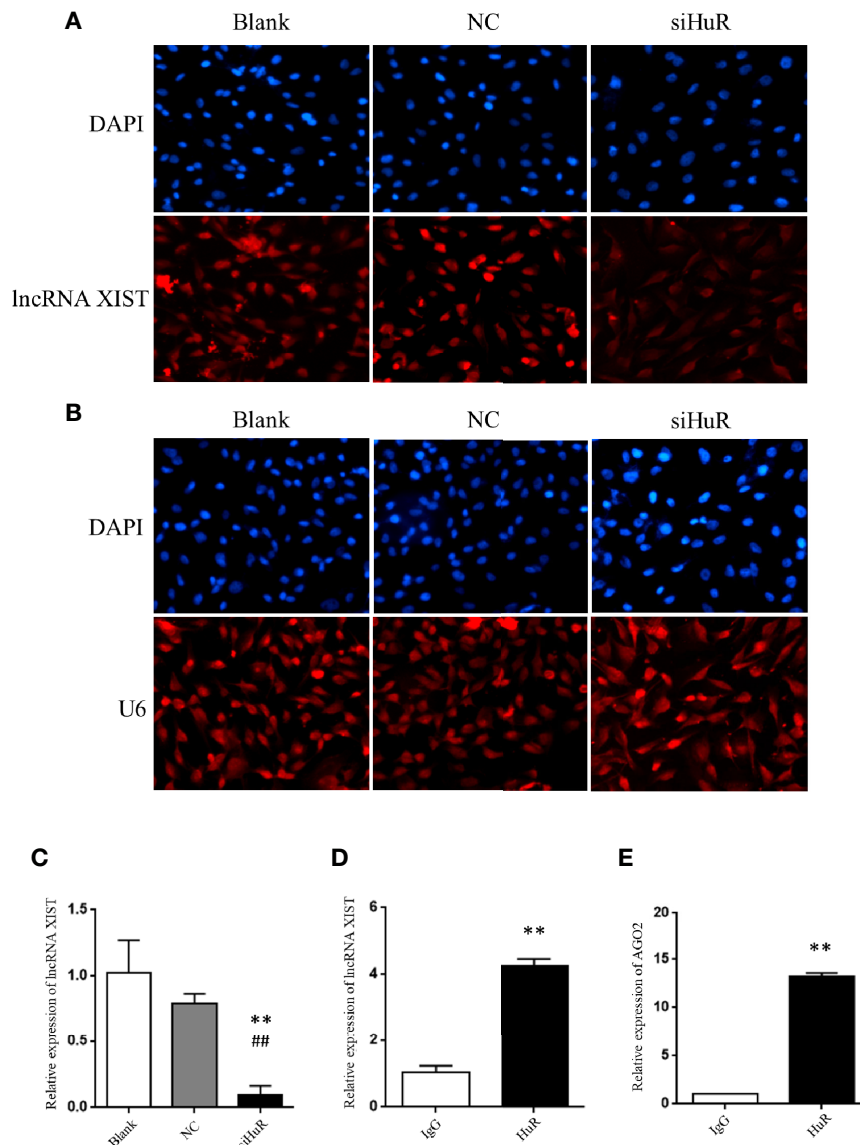 A
Blank NC siHuR
DAPI
lncRNA XIST
B
Blank NC siHuR
DAPI
U6
C
Relative expression of lncRNA XIST
1.5
1.0
0.5
0.0
**
##
Blank NC siHuR
D
Relative expression of lncRNA XIST
6
4
2
0
**
IgG HuR
E
Relative expression of AGO2
20
15
10
5
0
**
IgG HuR